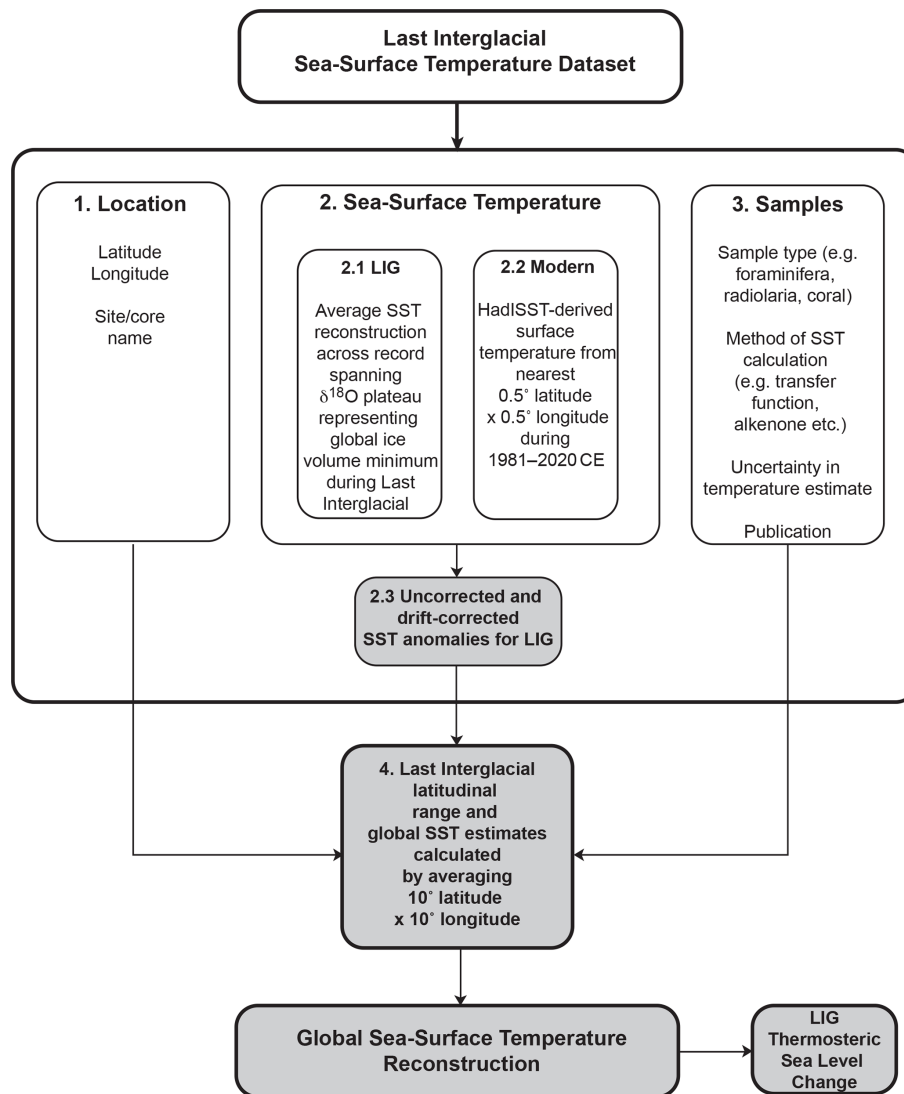 Last Interglacial
Sea-Surface Temperature Dataset
1. Location
Latitude
Longitude
Site/core
name
2. Sea-Surface Temperature
2.1 LIG
Average SST
reconstruction
across record
spanning
δ¹⁸O plateau
representing
global ice
volume minimum
during Last
Interglacial
2.2 Modern
HadISST-derived
surface
temperature from
nearest
0.5° latitude
x 0.5° longitude
during
1981–2020 CE
3. Samples
Sample type (e.g.
foraminifera,
radiolaria, coral)
Method of SST
calculation
(e.g. transfer
function,
alkenone etc.)
Uncertainty in
temperature estimate
Publication
2.3 Uncorrected and
drift-corrected
SST anomalies for LIG
4. Last Interglacial
latitudinal
range and
global SST estimates
calculated
by averaging
10° latitude
x 10° longitude
Global Sea-Surface Temperature
Reconstruction
LIG
Thermosteric
Sea Level
Change